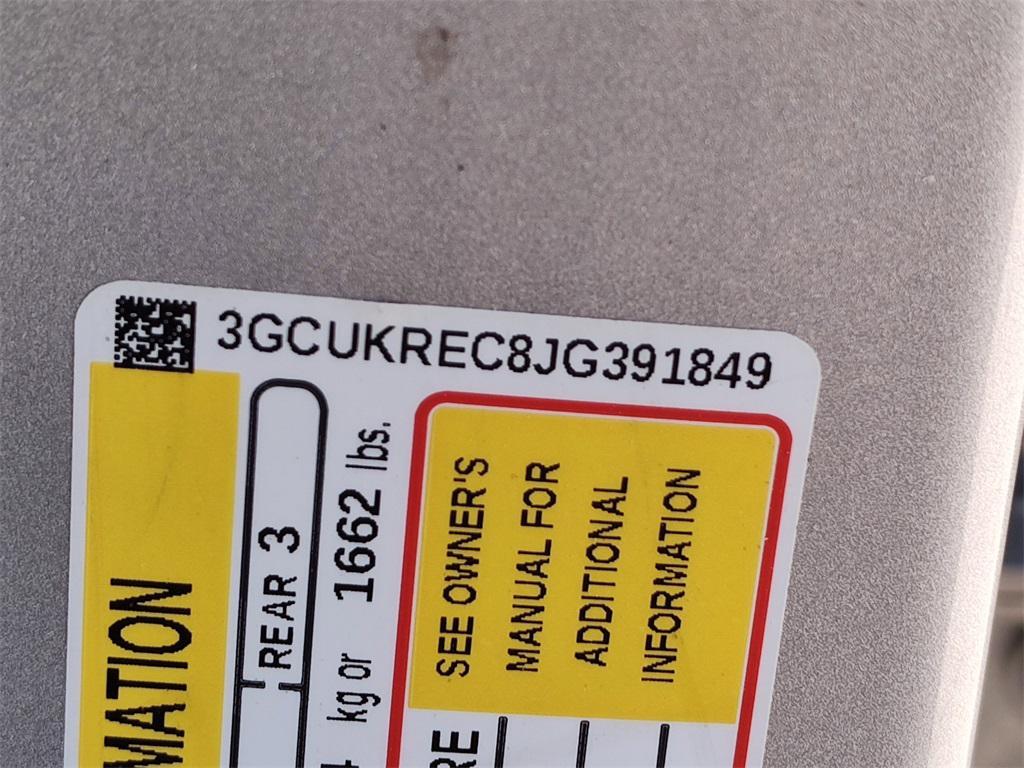 3GCUKREC8JG391849
MATION
REAR 3
kg or 1662 lbs.
SEE OWNER'S
MANUAL FOR
ADDITIONAL
INFORMATION
RE